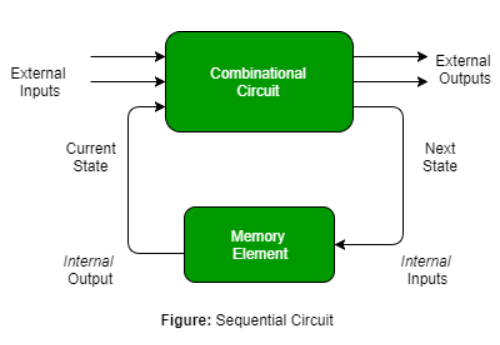 External
Inputs
Combinational
Circuit
External
Outputs
Current
State
Next
State
Memory
Element
Internal
Output
Internal
Inputs
Figure: Sequential Circuit